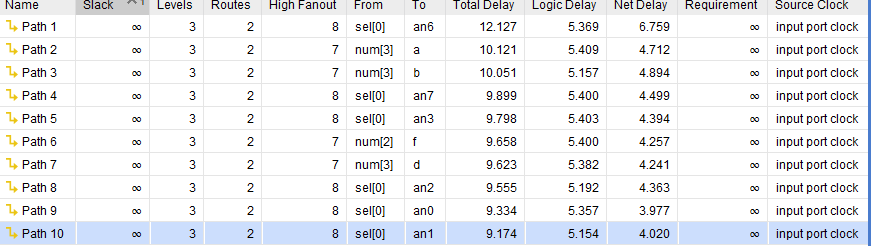 Name Slack 1 Levels Routes High Fanout From To Total Delay Logic Delay Net Delay Requirement Source Clock
Path 1 ∞ 3 2 8 sel[0] an6 12.127 5.369 6.759 ∞ input port clock
Path 2 ∞ 3 2 7 num[3] a 10.121 5.409 4.712 ∞ input port clock
Path 3 ∞ 3 2 7 num[3] b 10.051 5.157 4.894 ∞ input port clock
Path 4 ∞ 3 2 8 sel[0] an7 9.899 5.400 4.499 ∞ input port clock
Path 5 ∞ 3 2 8 sel[0] an3 9.798 5.403 4.394 ∞ input port clock
Path 6 ∞ 3 2 7 num[2] f 9.658 5.400 4.257 ∞ input port clock
Path 7 ∞ 3 2 7 num[3] d 9.623 5.382 4.241 ∞ input port clock
Path 8 ∞ 3 2 8 sel[0] an2 9.555 5.192 4.363 ∞ input port clock
Path 9 ∞ 3 2 8 sel[0] an0 9.334 5.357 3.977 ∞ input port clock
Path 10 ∞ 3 2 8 sel[0] an1 9.174 5.154 4.020 ∞ input port clock